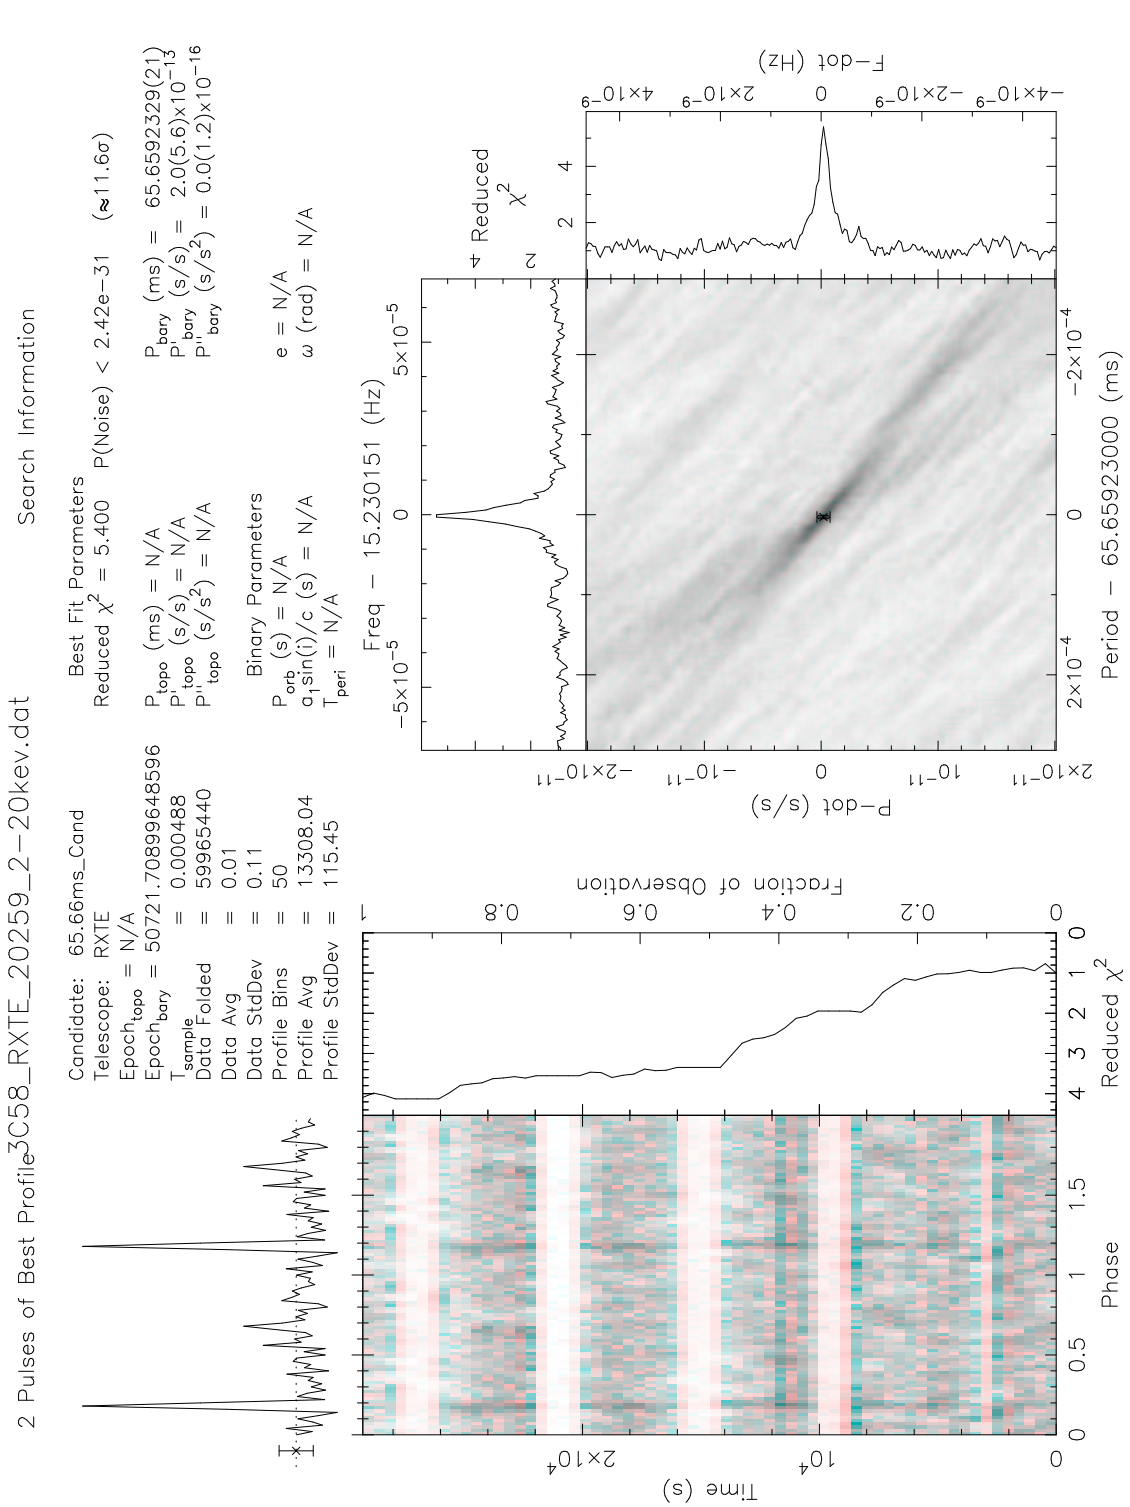 2 Pulses of Best Profile
3C58_RXTE_20259_2-20kev.dat
Search Information
Candidate: 65.66ms_Cand
Telescope: RXTE
Epoch_topo = N/A
Epoch_bary = 50721.70899648596
T_sample = 0.000488
Data Folded = 59965440
Data Avg = 0.01
Data StdDev = 0.11
Profile Bins = 50
Profile Avg = 13308.04
Profile StdDev = 115.45
Best Fit Parameters
Reduced χ² = 5.400 P(Noise) < 2.42e-31 (≈11.6σ)
P_topo (ms) = N/A P_bary (ms) = 65.6592329(21)
P'_topo (s/s) = N/A P'_bary (s/s) = 2.0(5.6)x10⁻¹³
P''_topo (s/s²) = N/A P''_bary (s/s²) = 0.0(1.2)x10⁻¹⁶
Binary Parameters
P_orb (s) = N/A e = N/A
a₁sin(i)/c (s) = N/A ω (rad) = N/A
T_peri = N/A
0 0.5 1 1.5
Phase
0 10⁴ 2×10⁴
Time (s)
0 1 2 3 4
Reduced χ²
0 0.2 0.4 0.6 0.8 1
Fraction of Observation
Freq - 15.230151 (Hz)
-5×10⁻⁵ 0 5×10⁻⁵
2 4
Reduced
χ²
2×10⁻⁴ 0 -2×10⁻⁴
Period - 65.65923000 (ms)
-2×10⁻¹¹ -10⁻¹¹ 0 10⁻¹¹ 2×10⁻¹¹
P-dot (s/s)
2 4
4×10⁻⁹ 2×10⁻⁹ 0 -2×10⁻⁹ -4×10⁻⁹
F-dot (Hz)